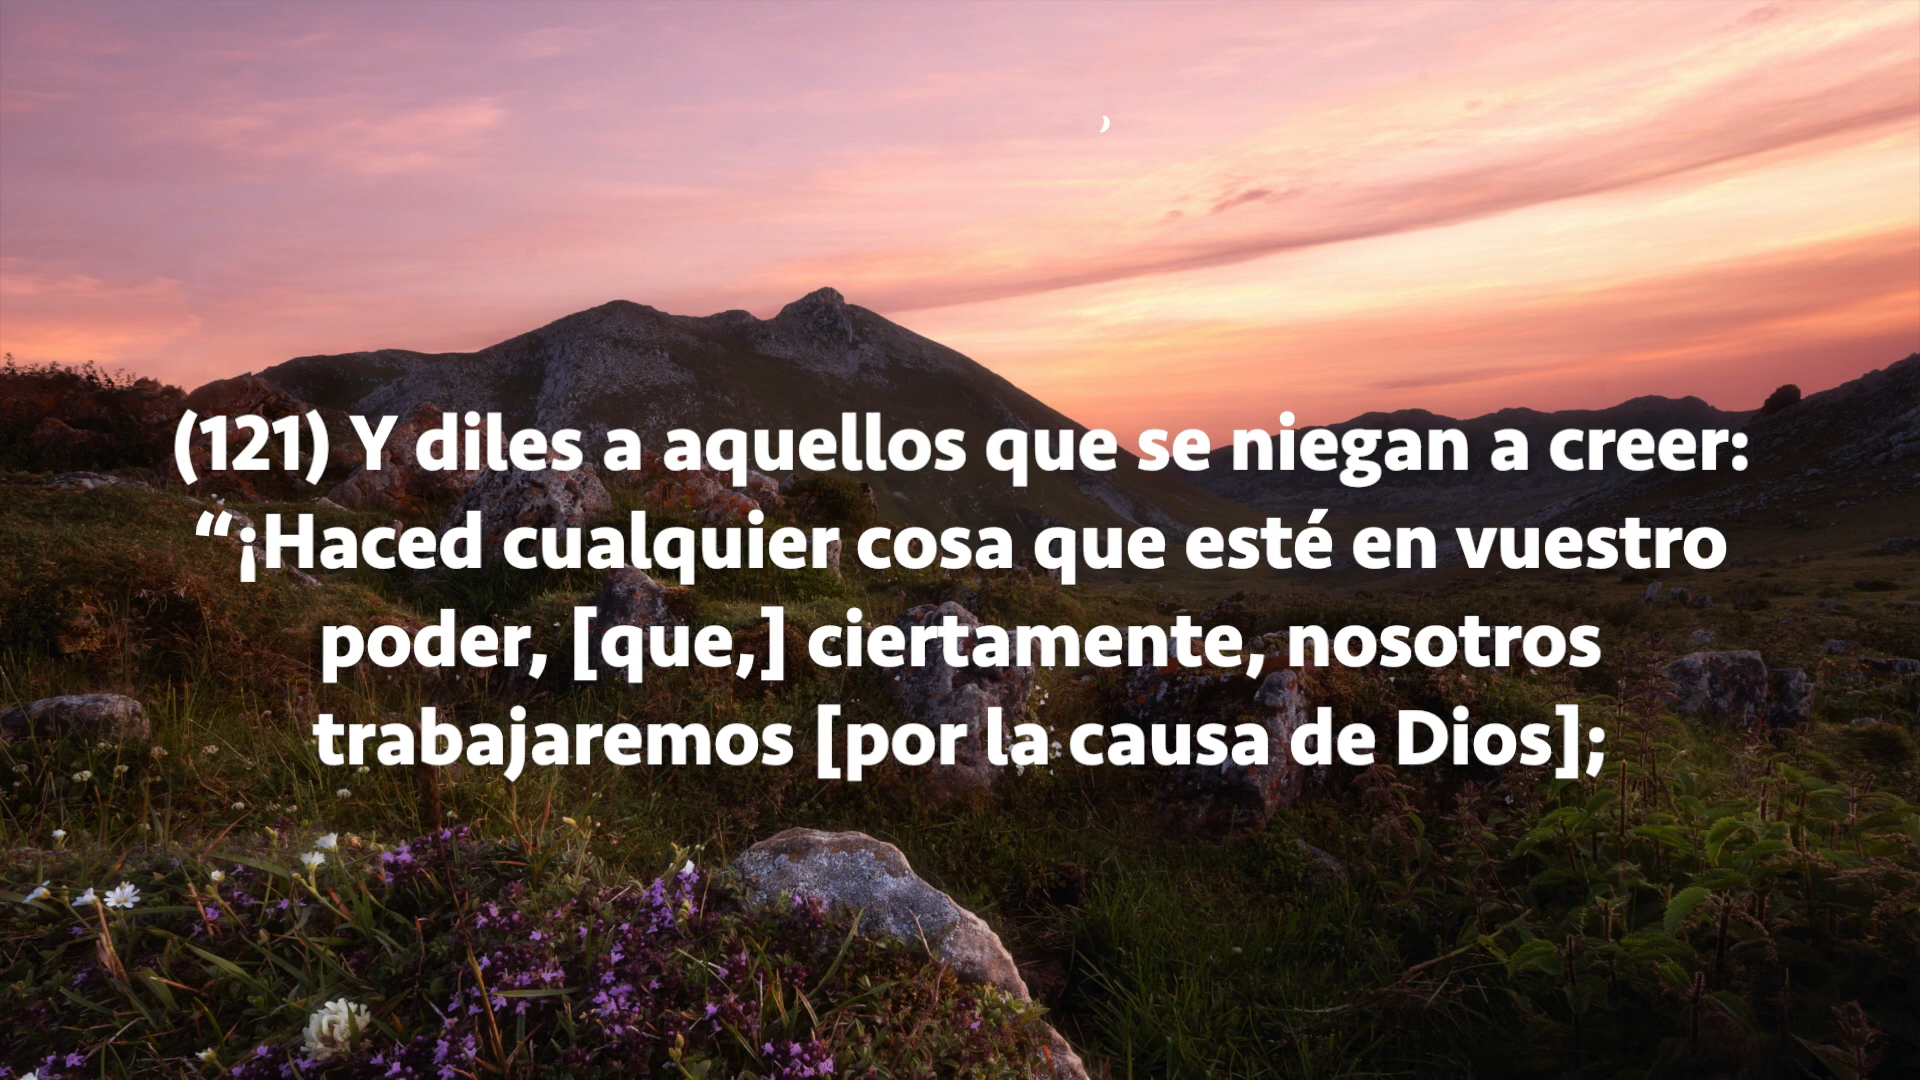 (121) Y diles a aquellos que se niegan a creer:
“¡Haced cualquier cosa que esté en vuestro
poder, [que,] ciertamente, nosotros
trabajaremos [por la causa de Dios];